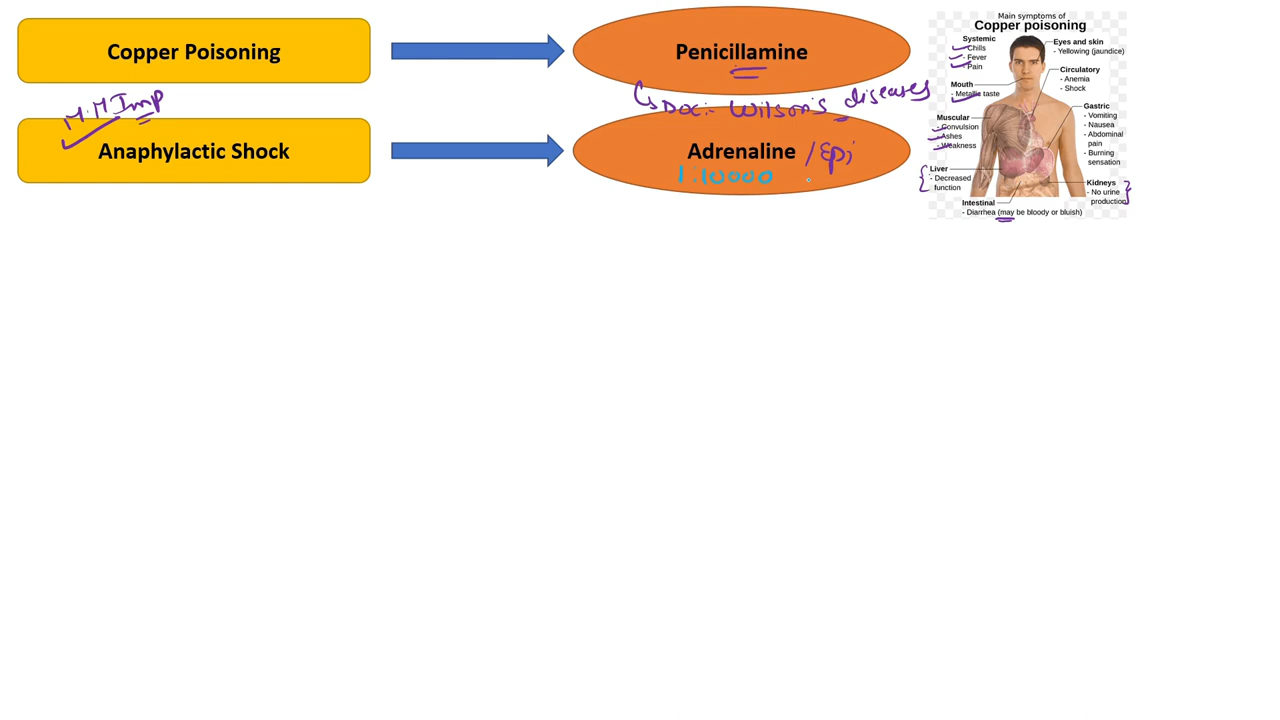 Copper Poisoning
Penicillamine
DOC:- Wilson's diseases
M.M Imp
Anaphylactic Shock
Adrenaline / Epi
1:10000
Main symptoms of
Copper poisoning
Systemic
- Chills
- Fever
- Pain
Mouth
- Metallic taste
Muscular
- Convulsion
- Ashes
- Weakness
Liver
- Decreased
function
Intestinal
- Diarrhea (may be bloody or bluish)
Eyes and skin
- Yellowing (jaundice)
Circulatory
- Anemia
- Shock
Gastric
- Vomiting
- Nausea
- Abdominal
pain
- Burning
sensation
Kidneys
- No urine
production